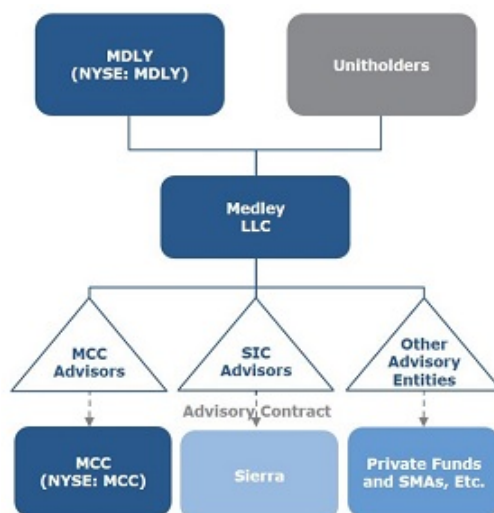 MDLY
(NYSE: MDLY)
Unitholders
Medley
LLC
MCC
Advisors
SIC
Advisors
Other
Advisory
Entities
Advisory Contract
MCC
(NYSE: MCC)
Sierra
Private Funds
and SMAs, Etc.